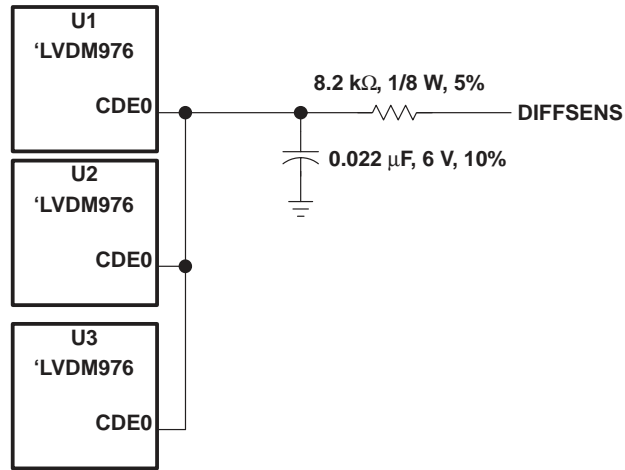 U1
‘LVDM976
CDE0
8.2 kΩ, 1/8 W, 5%
DIFFSENS
0.022 µF, 6 V, 10%
U2
‘LVDM976
CDE0
U3
‘LVDM976
CDE0